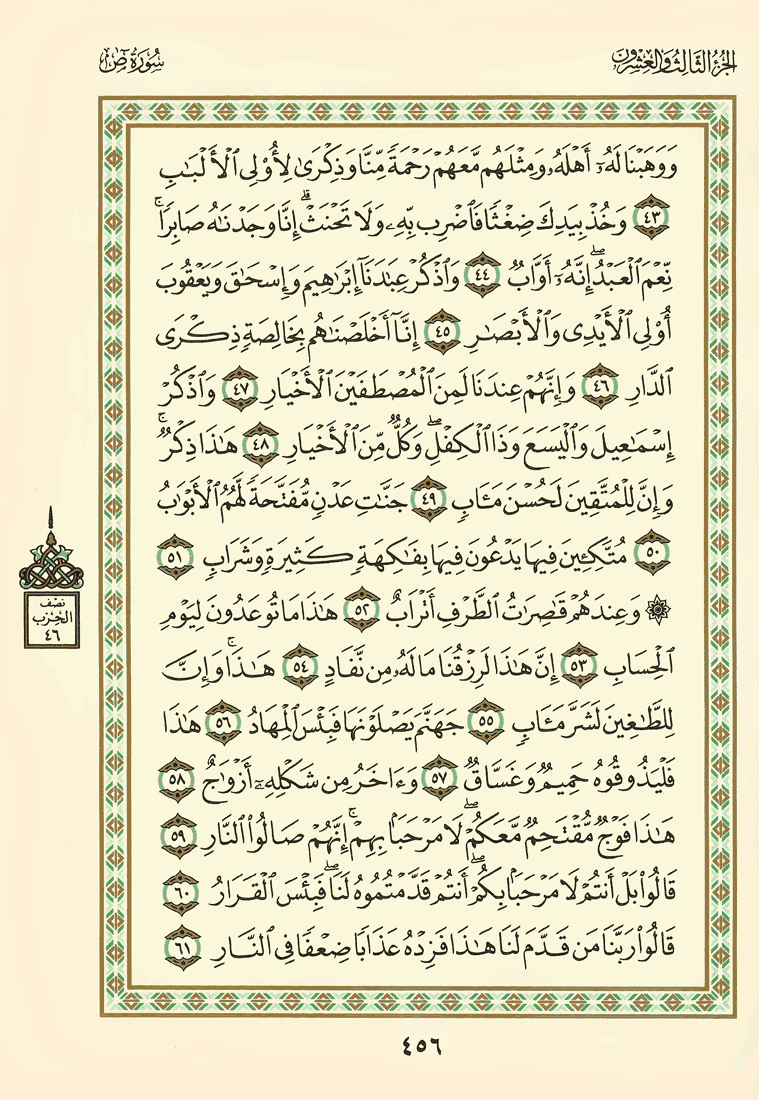 الجزء الثالث والعشرون
سورة ص
وَوَهَبْنَا لَهُۥٓ أَهْلَهُۥ وَمِثْلَهُم مَّعَهُمْ رَحْمَةً مِّنَّا وَذِكْرَىٰ لِأُو۟لِى ٱلْأَلْبَـٰبِ
٤٣ وَخُذْ بِيَدِكَ ضِغْثًا فَٱضْرِب بِّهِۦ وَلَا تَحْنَثْ ۗ إِنَّا وَجَدْنَـٰهُ صَابِرًا ۚ
نِّعْمَ ٱلْعَبْدُ ۖ إِنَّهُۥٓ أَوَّابٌ ٤٤ وَٱذْكُرْ عِبَـٰدَنَآ إِبْرَٰهِيمَ وَإِسْحَـٰقَ وَيَعْقُوبَ
أُو۟لِى ٱلْأَيْدِى وَٱلْأَبْصَـٰرِ ٤٥ إِنَّآ أَخْلَصْنَـٰهُم بِخَالِصَةٍ ذِكْرَى
ٱلدَّارِ ٤٦ وَإِنَّهُمْ عِندَنَا لَمِنَ ٱلْمُصْطَفَيْنَ ٱلْأَخْيَارِ ٤٧ وَٱذْكُرْ
إِسْمَـٰعِيلَ وَٱلْيَسَعَ وَذَا ٱلْكِفْلِ ۖ وَكُلٌّ مِّنَ ٱلْأَخْيَارِ ٤٨ هَـٰذَا ذِكْرٌ ۚ
وَإِنَّ لِلْمُتَّقِينَ لَحُسْنَ مَـَٔابٍ ٤٩ جَنَّـٰتِ عَدْنٍ مُّفَتَّحَةً لَّهُمُ ٱلْأَبْوَٰبُ
٥٠ مُتَّكِـِٔينَ فِيهَا يَدْعُونَ فِيهَا بِفَـٰكِهَةٍ كَثِيرَةٍ وَشَرَابٍ ٥١
۞ وَعِندَهُمْ قَـٰصِرَٰتُ ٱلطَّرْفِ أَتْرَابٌ ٥٢ هَـٰذَا مَا تُوعَدُونَ لِيَوْمِ
ٱلْحِسَابِ ٥٣ إِنَّ هَـٰذَا لَرِزْقُنَا مَا لَهُۥ مِن نَّفَادٍ ٥٤ هَـٰذَا ۚ وَإِنَّ
لِلطَّـٰغِينَ لَشَرَّ مَـَٔابٍ ٥٥ جَهَنَّمَ يَصْلَوْنَهَا فَبِئْسَ ٱلْمِهَادُ ٥٦ هَـٰذَا
فَلْيَذُوقُوهُ حَمِيمٌ وَغَسَّاقٌ ٥٧ وَءَاخَرُ مِن شَكْلِهِۦٓ أَزْوَٰجٌ ٥٨
هَـٰذَا فَوْجٌ مُّقْتَحِمٌ مَّعَكُمْ ۖ لَا مَرْحَبًۢا بِهِمْ ۚ إِنَّهُمْ صَالُوا۟ ٱلنَّارِ ٥٩
قَالُوا۟ بَلْ أَنتُمْ لَا مَرْحَبًۢا بِكُمْ ۖ أَنتُمْ قَدَّمْتُمُوهُ لَنَا ۖ فَبِئْسَ ٱلْقَرَارُ ٦٠
قَالُوا۟ رَبَّنَا مَن قَدَّمَ لَنَا هَـٰذَا فَزِدْهُ عَذَابًا ضِعْفًا فِى ٱلنَّارِ ٦١
نصف
الحزب
٤٦
٤٥٦